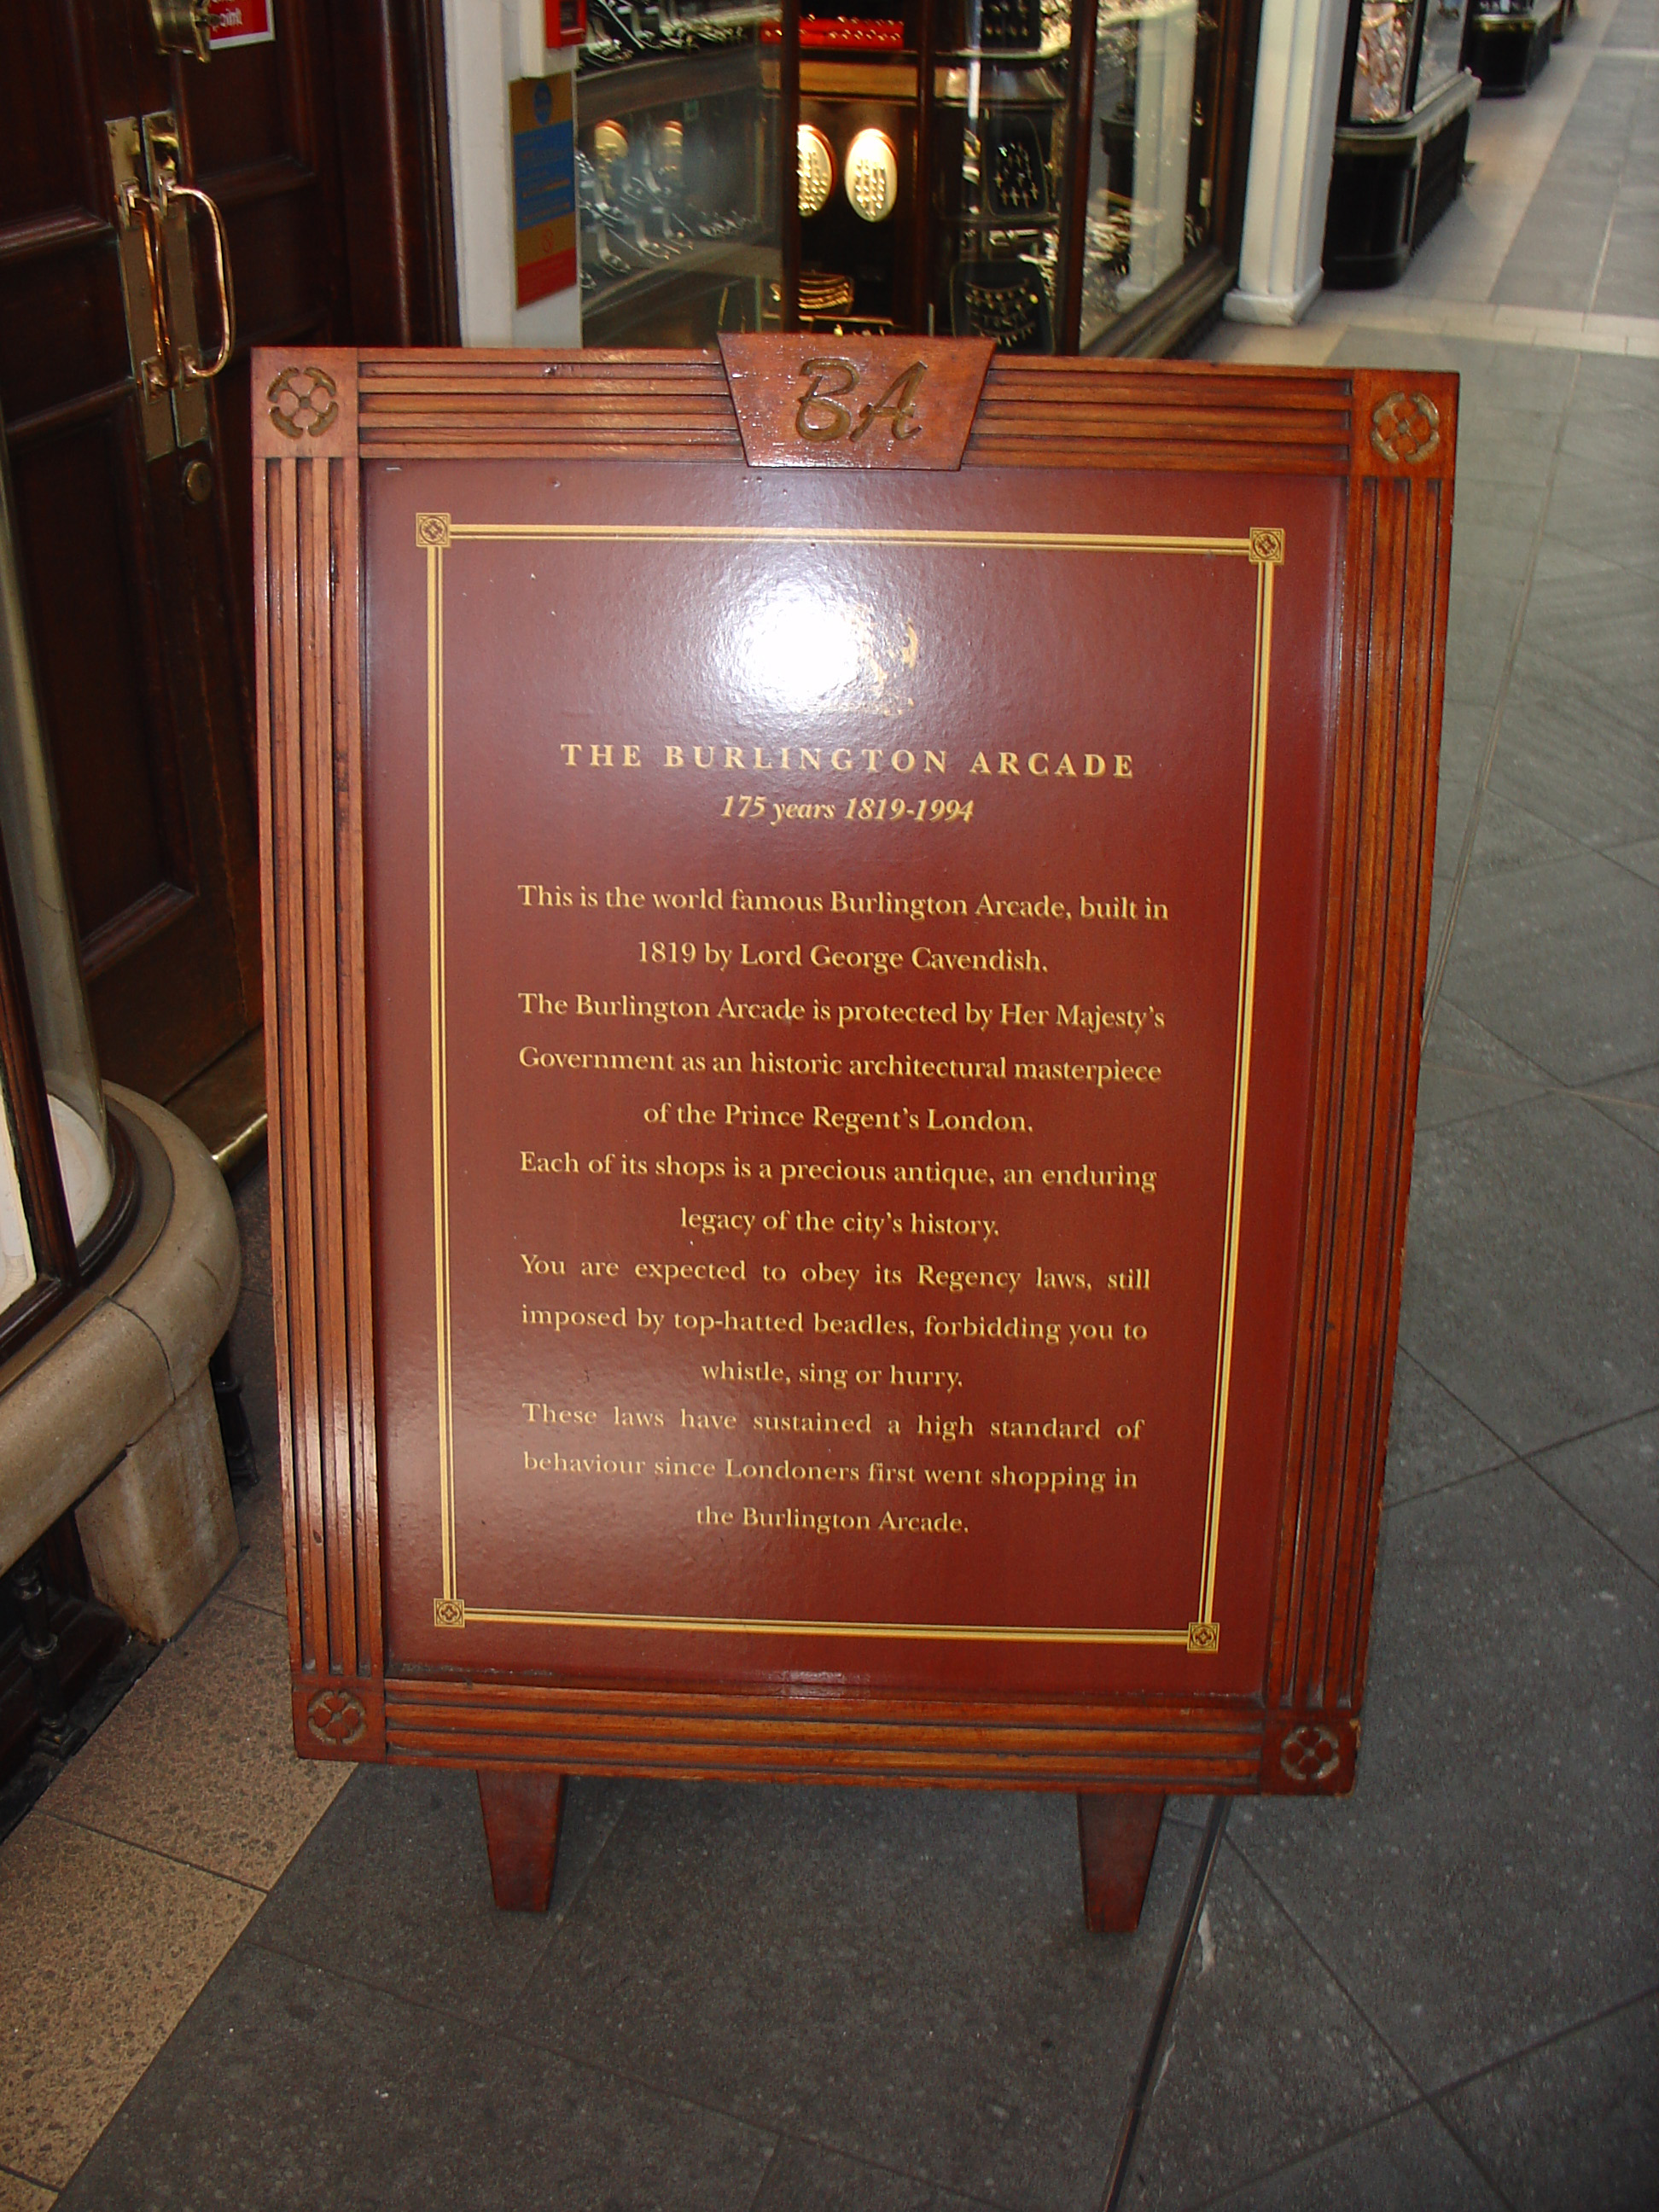 point
BA
THE BURLINGTON ARCADE
175 years 1819-1994
This is the world famous Burlington Arcade, built in
1819 by Lord George Cavendish.
The Burlington Arcade is protected by Her Majesty's
Government as an historic architectural masterpiece
of the Prince Regent's London.
Each of its shops is a precious antique, an enduring
legacy of the city's history.
You are expected to obey its Regency laws, still
imposed by top-hatted beadles, forbidding you to
whistle, sing or hurry.
These laws have sustained a high standard of
behaviour since Londoners first went shopping in
the Burlington Arcade.